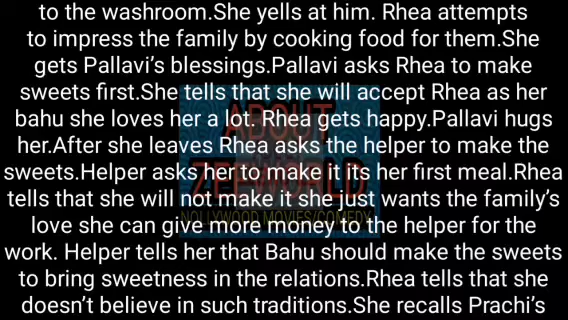 to the washroom.She yells at him. Rhea attempts
to impress the family by cooking food for them.She
gets Pallavi’s blessings.Pallavi asks Rhea to make
sweets first.She tells that she will accept Rhea as her
bahu she loves her a lot. Rhea gets happy.Pallavi hugs
her.After she leaves Rhea asks the helper to make the
sweets.Helper asks her to make it its her first meal.Rhea
tells that she will not make it she just wants the family’s
love she can give more money to the helper for the
work. Helper tells her that Bahu should make the sweets
to bring sweetness in the relations.Rhea tells that she
doesn’t believe in such traditions.She recalls Prachi’s
ABOUT
ZEEWORLD
NOLLYWOOD MOVIES/COMEDY